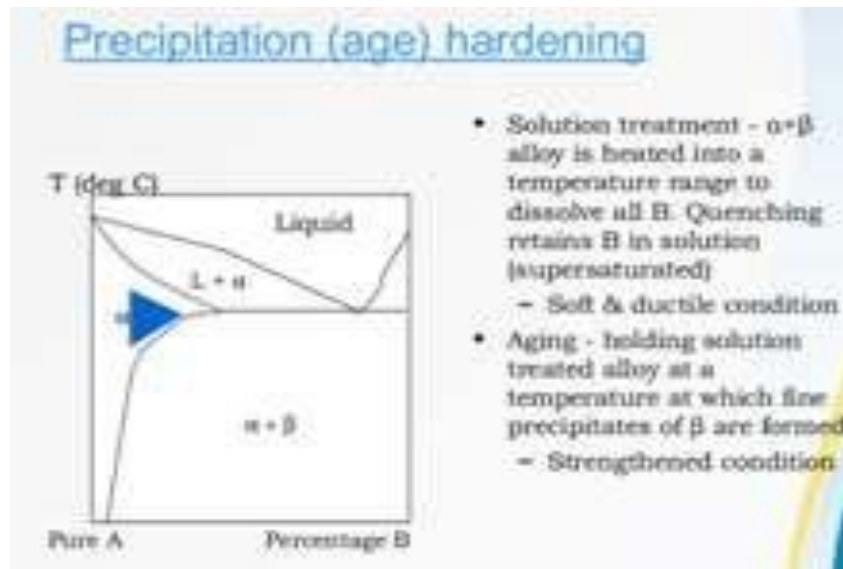 Precipitation (age) hardening
T (deg C)
Liquid
L + α
α
α + β
Pure A
Percentage B
• Solution treatment - α+β
alloy is heated into a
temperature range to
dissolve all B. Quenching
retains B in solution
(supersaturated)
– Soft & ductile condition
• Aging - holding solution
treated alloy at a
temperature at which fine
precipitates of β are formed
– Strengthened condition